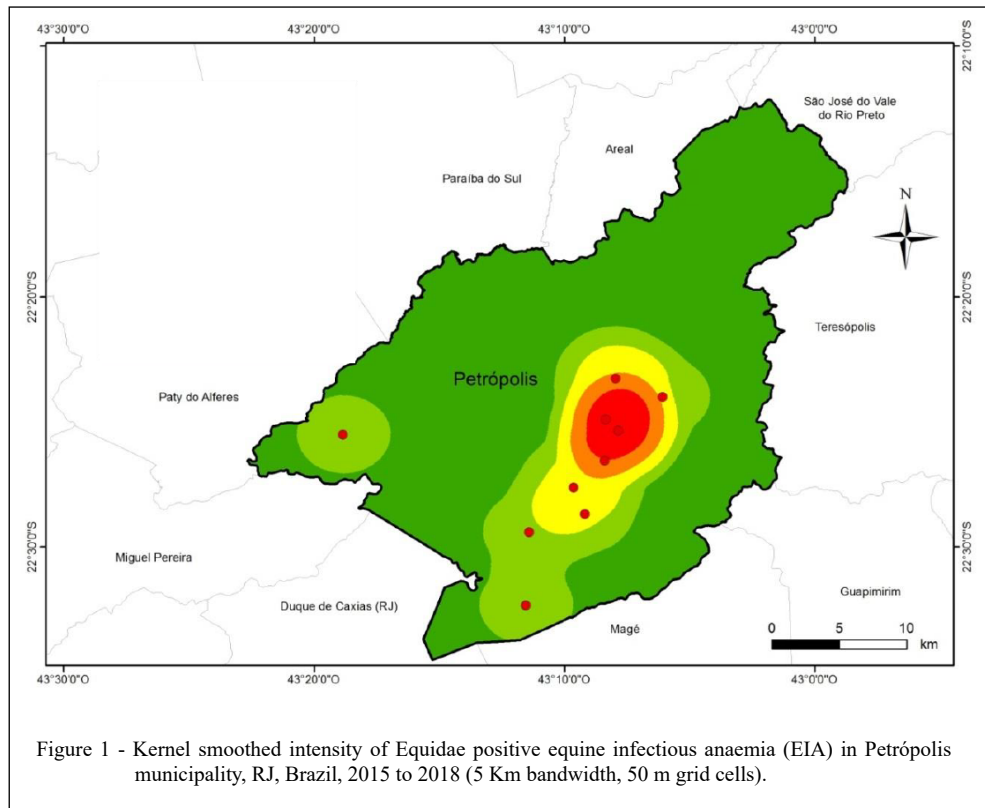 43°30'0"O 43°20'0"O 43°10'0"O 43°0'0"O
22°10'0"S
22°10'0"S
São José do Vale
do Rio Preto
Areal
Paraíba do Sul
N
22°20'0"S
22°20'0"S
Teresópolis
Petrópolis
Paty do Alferes
22°30'0"S
22°30'0"S
Miguel Pereira
Guapimirim
Duque de Caxias (RJ)
Magé
0 5 10
km
43°30'0"O 43°20'0"O 43°10'0"O 43°0'0"O
Figure 1 - Kernel smoothed intensity of Equidae positive equine infectious anaemia (EIA) in Petrópolis
municipality, RJ, Brazil, 2015 to 2018 (5 Km bandwidth, 50 m grid cells).